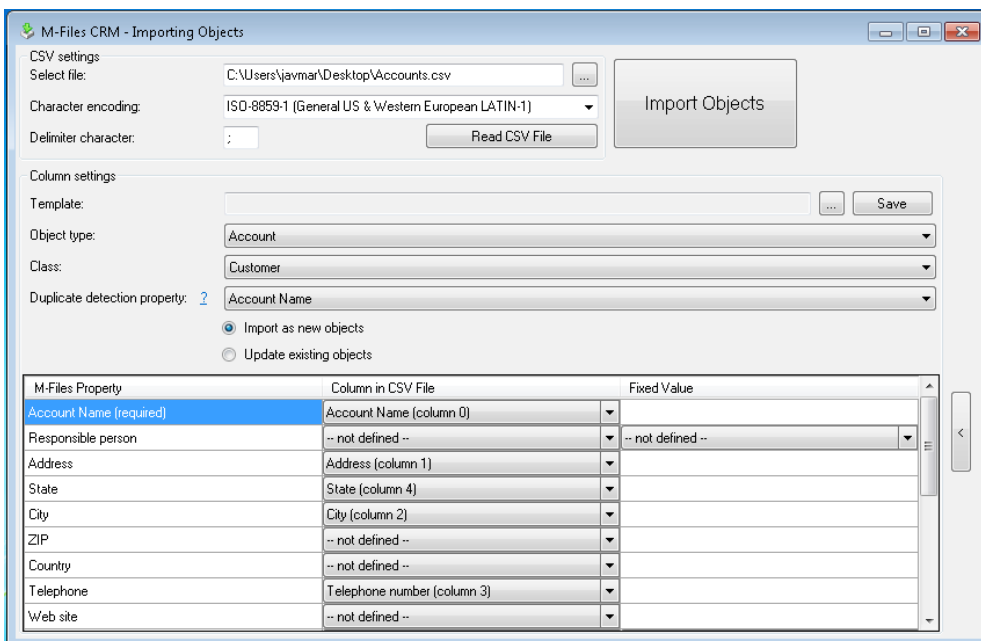 M-Files CRM - Importing Objects
CSV settings
Select file: C:\Users\javmar\Desktop\Accounts.csv ...
Import Objects
Character encoding: ISO-8859-1 (General US & Western European LATIN-1)
Delimiter character: ; Read CSV File
Column settings
Template: ... Save
Object type: Account
Class: Customer
Duplicate detection property: ? Account Name
Import as new objects
Update existing objects
M-Files Property Column in CSV File Fixed Value
Account Name (required) Account Name (column 0)
Responsible person -- not defined -- -- not defined --
Address Address (column 1)
State State (column 4)
City City (column 2)
ZIP -- not defined --
Country -- not defined --
Telephone Telephone number (column 3)
Web site -- not defined --
<